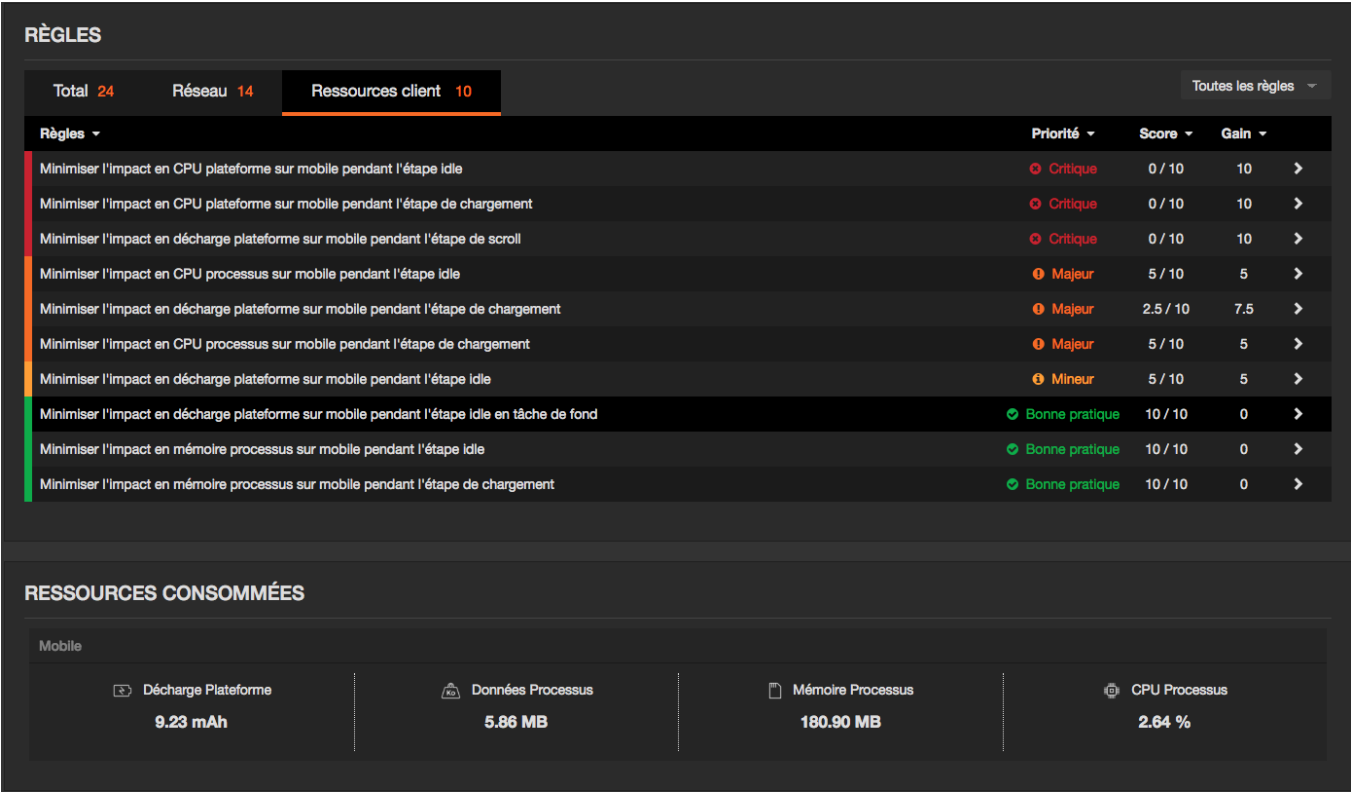 RÈGLES
Total 24 Réseau 14 Ressources client 10 Toutes les règles
Règles Priorité Score Gain
Minimiser l'impact en CPU plateforme sur mobile pendant l'étape idle Critique 0 / 10 10
Minimiser l'impact en CPU plateforme sur mobile pendant l'étape de chargement Critique 0 / 10 10
Minimiser l'impact en décharge plateforme sur mobile pendant l'étape de scroll Critique 0 / 10 10
Minimiser l'impact en CPU processus sur mobile pendant l'étape idle Majeur 5 / 10 5
Minimiser l'impact en décharge plateforme sur mobile pendant l'étape de chargement Majeur 2.5 / 10 7.5
Minimiser l'impact en CPU processus sur mobile pendant l'étape de chargement Majeur 5 / 10 5
Minimiser l'impact en décharge plateforme sur mobile pendant l'étape idle Mineur 5 / 10 5
Minimiser l'impact en décharge plateforme sur mobile pendant l'étape idle en tâche de fond Bonne pratique 10 / 10 0
Minimiser l'impact en mémoire processus sur mobile pendant l'étape idle Bonne pratique 10 / 10 0
Minimiser l'impact en mémoire processus sur mobile pendant l'étape de chargement Bonne pratique 10 / 10 0
RESSOURCES CONSOMMÉES
Mobile
Décharge Plateforme Ko Données Processus Mémoire Processus CPU Processus
9.23 mAh 5.86 MB 180.90 MB 2.64 %